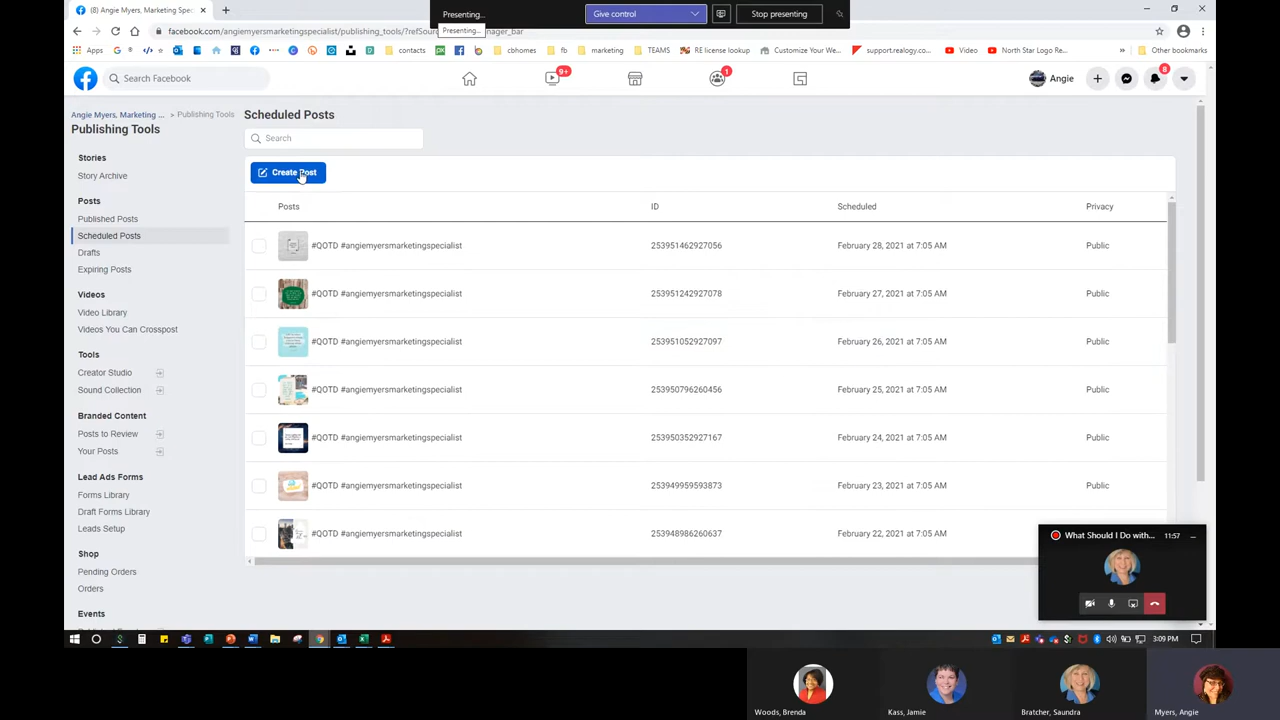 (8) Angie Myers, Marketing Spec
Presenting...
Give control
Stop presenting
Presenting...
facebook.com/angiemyersmarketingspecialist/publishing_tools/?refSour
ager_bar
Apps
contacts
fb
cbhomes
marketing
TEAMS
RE license lookup
Customize Your We...
support.realogy.com
Video
North Star Logo Re
Other bookmarks
Search Facebook
9+
1
Angie
8
Angie Myers, Marketing ... > Publishing Tools
Publishing Tools
Stories
Story Archive
Posts
Published Posts
Scheduled Posts
Drafts
Expiring Posts
Videos
Video Library
Videos You Can Crosspost
Tools
Creator Studio
Sound Collection
Branded Content
Posts to Review
Your Posts
Lead Ads Forms
Forms Library
Draft Forms Library
Leads Setup
Shop
Pending Orders
Orders
Events
Scheduled Posts
Search
Create Post
Posts ID Scheduled Privacy
#QOTD #angiemyersmarketingspecialist 253951462927056 February 28, 2021 at 7:05 AM Public
#QOTD #angiemyersmarketingspecialist 253951242927078 February 27, 2021 at 7:05 AM Public
#QOTD #angiemyersmarketingspecialist 253951052927097 February 26, 2021 at 7:05 AM Public
#QOTD #angiemyersmarketingspecialist 253950796260456 February 25, 2021 at 7:05 AM Public
#QOTD #angiemyersmarketingspecialist 253950352927167 February 24, 2021 at 7:05 AM Public
#QOTD #angiemyersmarketingspecialist 253949959593873 February 23, 2021 at 7:05 AM Public
#QOTD #angiemyersmarketingspecialist 253948986260637 February 22, 2021 at 7:05 AM
What Should I Do with... 11:57
3:09 PM
Woods, Brenda
Kass, Jamie
Bratcher, Saundra
Myers, Angie